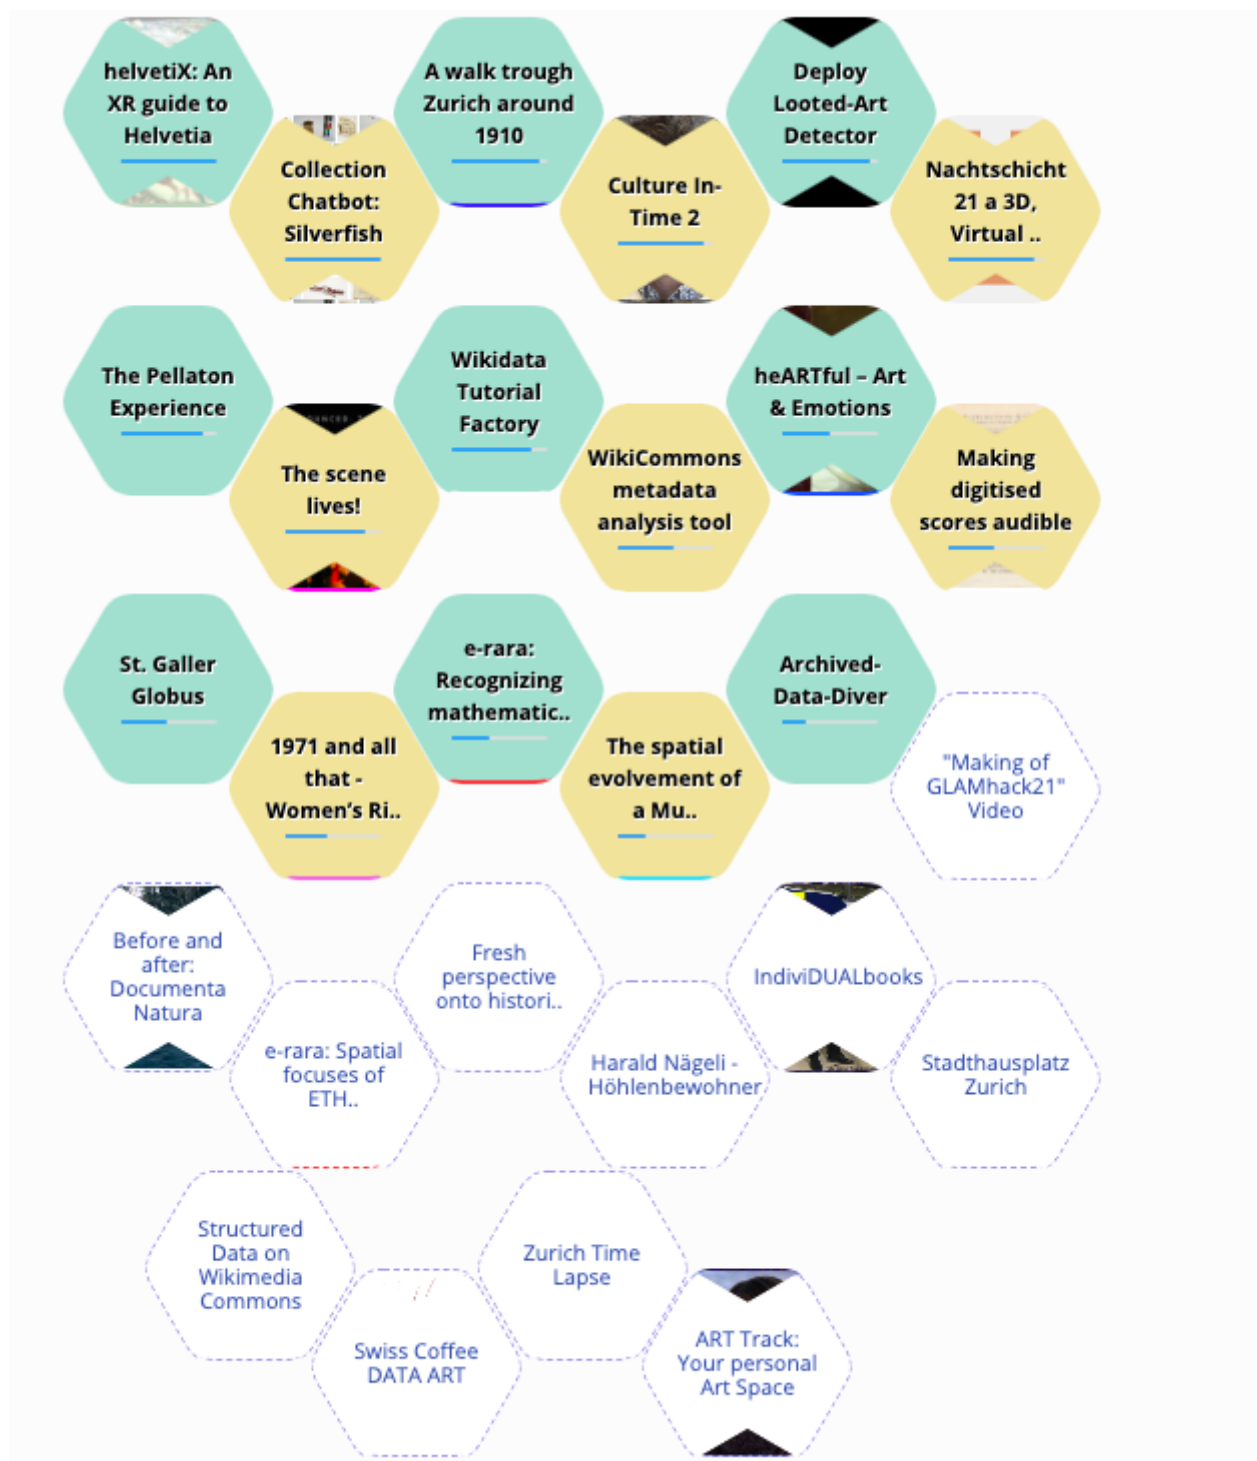 helvetiX: An
XR guide to
Helvetia
Collection
Chatbot:
Silverfish
A walk trough
Zurich around
1910
Culture In-
Time 2
Deploy
Looted-Art
Detector
Nachtschicht
21 a 3D,
Virtual ..
The Pellaton
Experience
The scene
lives!
Wikidata
Tutorial
Factory
WikiCommons
metadata
analysis tool
heARTful – Art
& Emotions
Making
digitised
scores audible
St. Galler
Globus
1971 and all
that -
Women’s Ri..
e-rara:
Recognizing
mathematic..
The spatial
evolvement of
a Mu..
Archived-
Data-Diver
"Making of
GLAMhack21"
Video
Before and
after:
Documenta
Natura
e-rara: Spatial
focuses of
ETH..
Fresh
perspective
onto histori..
Harald Nägeli -
Höhlenbewohner
IndiviDUALbooks
Stadthausplatz
Zurich
Structured
Data on
Wikimedia
Commons
Swiss Coffee
DATA ART
Zurich Time
Lapse
ART Track:
Your personal
Art Space